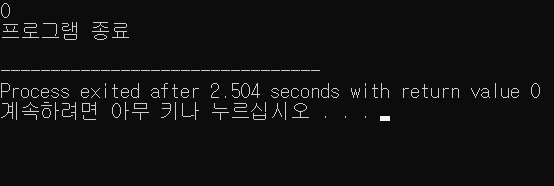 0
프로그램 종료
--------------------------------
Process exited after 2.504 seconds with return value 0
계속하려면 아무 키나 누르십시오 . . .